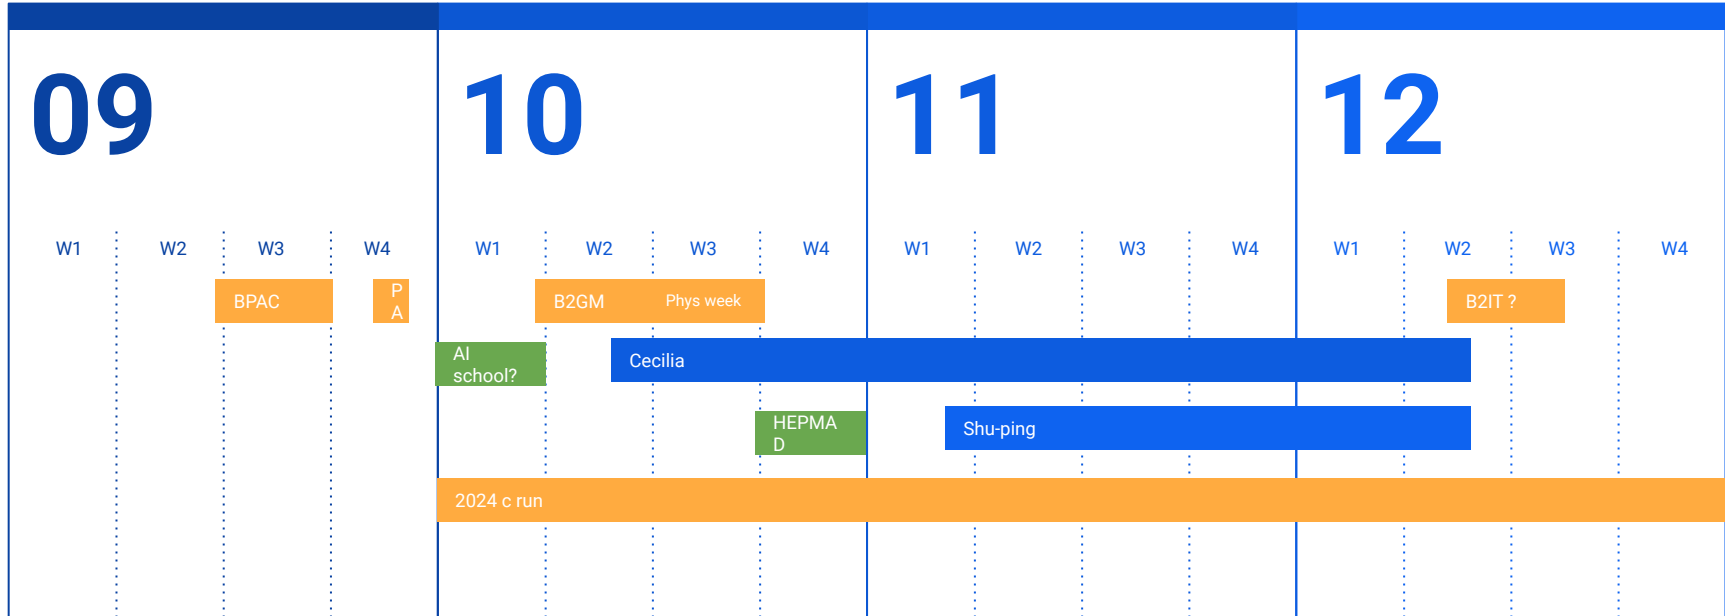 09 10 11 12
W1 W2 W3 W4 W1 W2 W3 W4 W1 W2 W3 W4 W1 W2 W3 W4
BPAC
P
A
B2GM Phys week
B2IT ?
AI
school?
Cecilia
HEPMA
D
Shu-ping
2024 c run